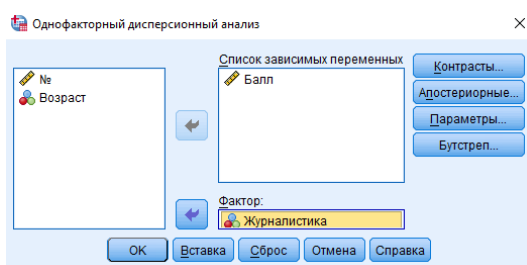 Однофакторный дисперсионный анализ
№
Возраст
Список зависимых переменных
Балл
Фактор:
Журналистика
Контрасты...
Апостериорные...
Параметры...
Бутстреп...
ОК Вставка Сброс Отмена Справка